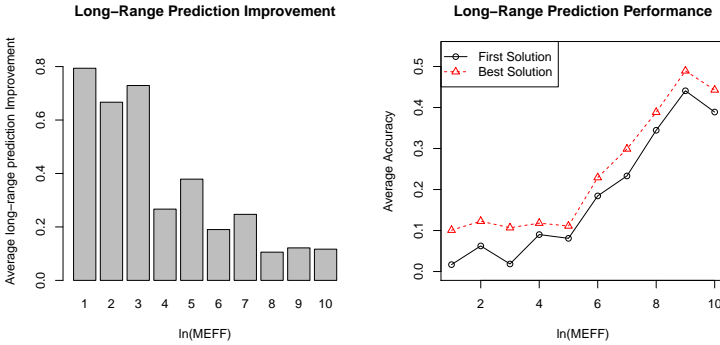 Long−Range Prediction Improvement
Average long−range prediction Improvement
0.0
0.2
0.4
0.6
0.8
1 2 3 4 5 6 7 8 9 10
ln(MEFF)
Long−Range Prediction Performance
First Solution
Best Solution
Average Accuracy
0.0
0.1
0.2
0.3
0.4
0.5
2 4 6 8 10
ln(MEFF)